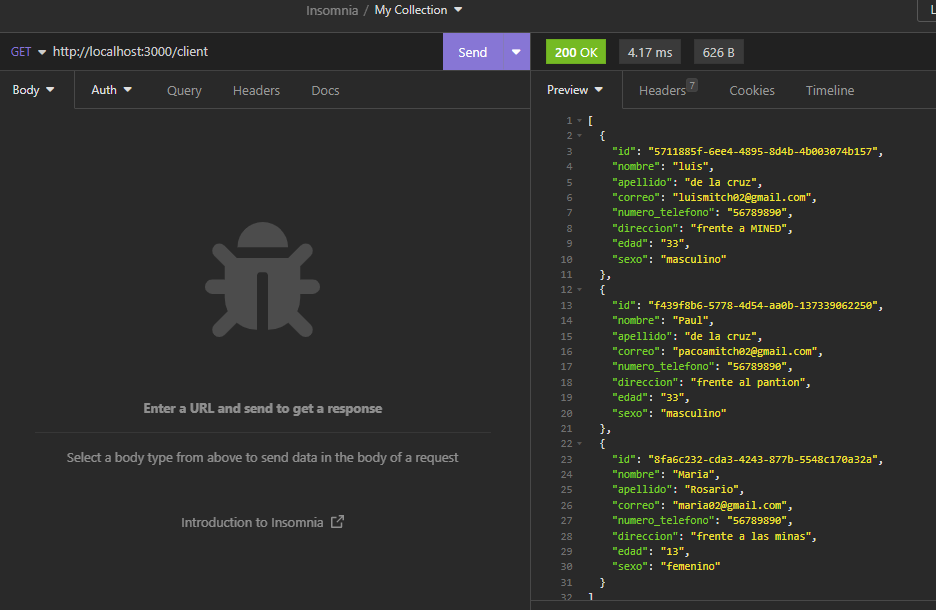 Insomnia / My Collection
L
GET http://localhost:3000/client Send 200 OK 4.17 ms 626 B
Body Auth Query Headers Docs Preview Headers 7 Cookies Timeline
1 [
2 {
3 "id": "5711885f-6ee4-4895-8d4b-4b003074b157",
4 "nombre": "luis",
5 "apellido": "de la cruz",
6 "correo": "luismitch02@gmail.com",
7 "numero_telefono": "56789890",
8 "direccion": "frente a MINED",
9 "edad": "33",
10 "sexo": "masculino"
11 },
12 {
13 "id": "f439f8b6-5778-4d54-aa0b-137339062250",
14 "nombre": "Paul",
15 "apellido": "de la cruz",
16 "correo": "pacoamitch02@gmail.com",
17 "numero_telefono": "56789890",
18 "direccion": "frente al pantion",
19 "edad": "33",
20 "sexo": "masculino"
21 },
22 {
23 "id": "8fa6c232-cda3-4243-877b-5548c170a32a",
24 "nombre": "Maria",
25 "apellido": "Rosario",
26 "correo": "maria02@gmail.com",
27 "numero_telefono": "56789890",
28 "direccion": "frente a las minas",
29 "edad": "13",
30 "sexo": "femenino"
31 }
32 ]
Enter a URL and send to get a response
Select a body type from above to send data in the body of a request
Introduction to Insomnia